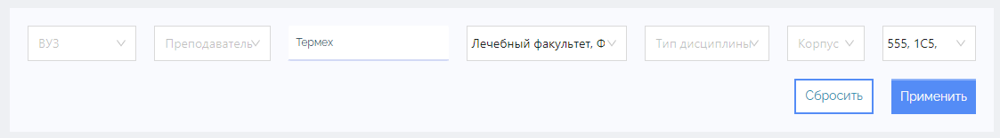 ВУЗ Преподаватель Термех Лечебный факультет, Ф Тип дисциплины Корпус 555, 1С5,
Сбросить Применить